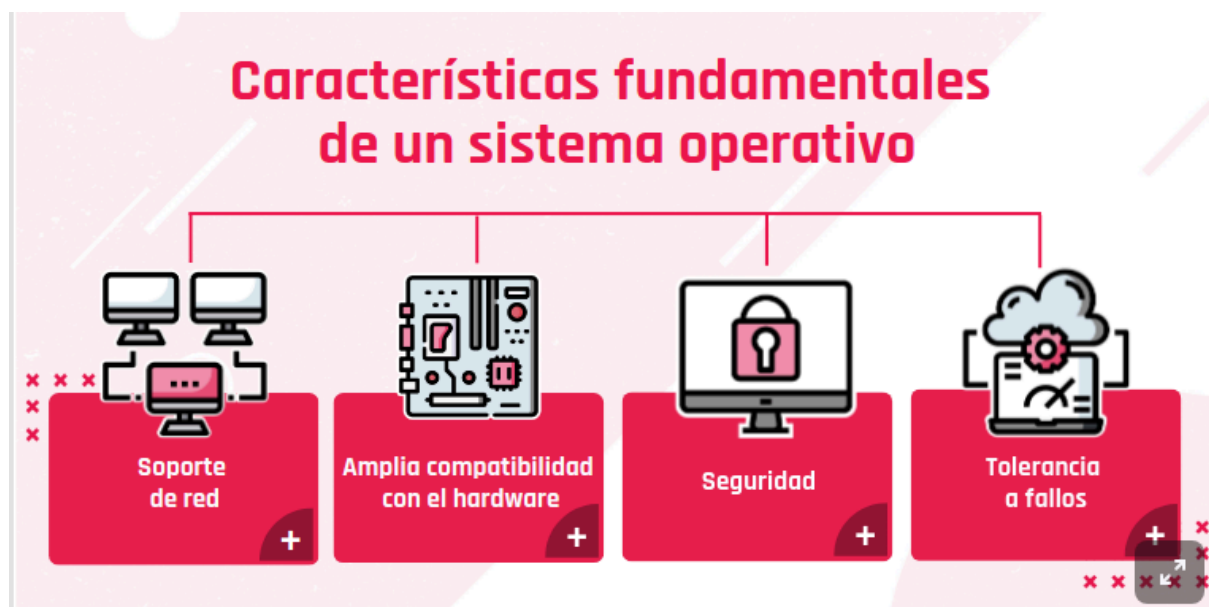 Características fundamentales
de un sistema operativo
Soporte
de red
Amplia compatibilidad
con el hardware
Seguridad
Tolerancia
a fallos
+
+
+
+